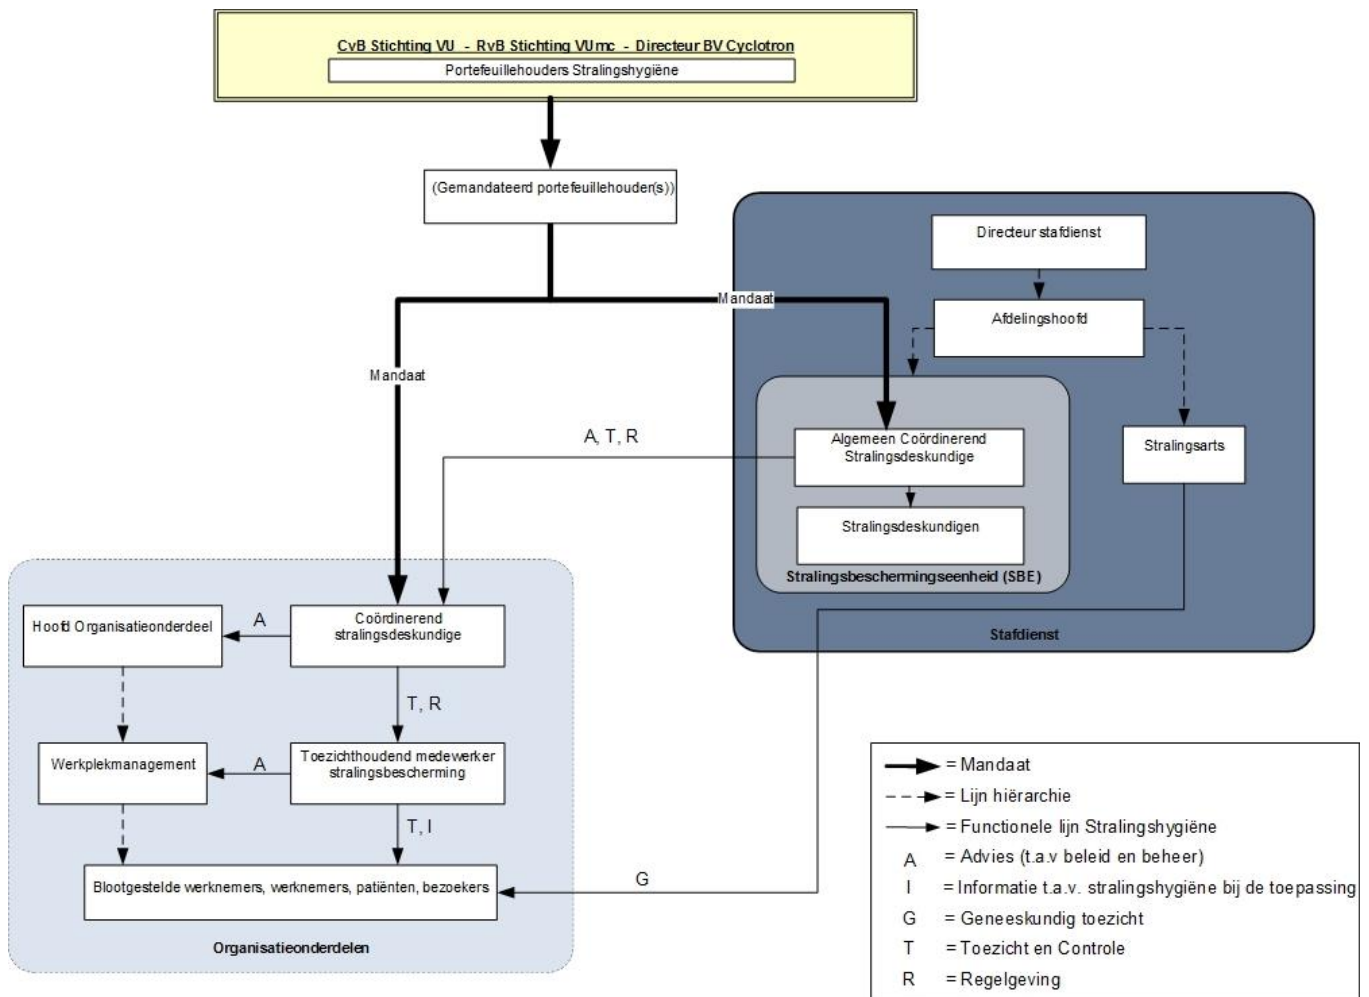 CvB Stichting VU - RvB Stichting VUmc - Directeur BV Cyclotron
Portefeuillehouders Stralingshygiëne
(Gemandateerd portefeuillehouder(s))
Directeur stafdienst
Mandaat
Afdelingshoofd
Mandaat
A, T, R
Algemeen Coördinerend
Stralingsdeskundige
Stralingsarts
Stralingsdeskundigen
Stralingsbeschermingseenheid (SBE)
Stafdienst
Hoofd Organisatieonderdeel
A
Coördinerend
stralingsdeskundige
T, R
Werkplekmanagement
A
Toezichthoudend medewerker
stralingsbescherming
T, I
Blootgestelde werknemers, werknemers, patiënten, bezoekers
G
Organisatieonderdelen
= Mandaat
= Lijn hiërarchie
= Functionele lijn Stralingshygiëne
A = Advies (t.a.v beleid en beheer)
I = Informatie t.a.v. stralingshygiëne bij de toepassing
G = Geneeskundig toezicht
T = Toezicht en Controle
R = Regelgeving